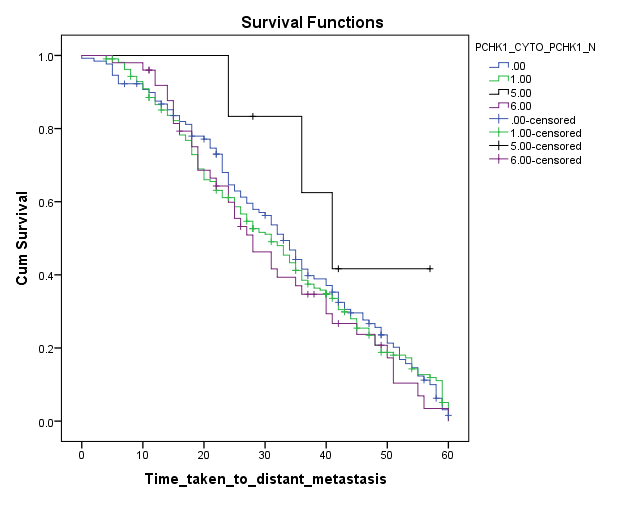 Survival Functions
PCHK1_CYTO_PCHK1_N
.00
1.00
5.00
6.00
.00-censored
1.00-censored
5.00-censored
6.00-censored
Cum Survival
1.0
0.8
0.6
0.4
0.2
0.0
0 10 20 30 40 50 60
Time_taken_to_distant_metastasis